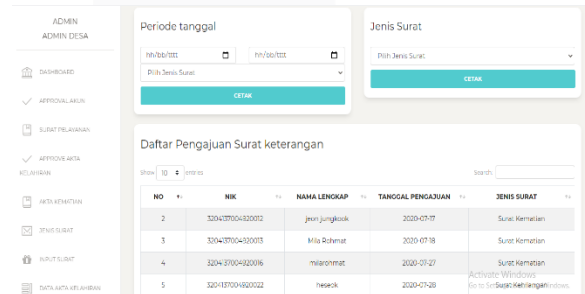 ADMIN
ADMIN DESA
DASHBOARD
APPROVAL AKUN
SURAT PELAYANAN
APPROVE AKTA
KELAHIRAN
AKTA KEMATIAN
JENIS SURAT
INPUT SURAT
DATA AKTA KELAHIRAN
Periode tanggal
hh/bb/tttt hh/bb/tttt
Pilih Jenis Surat
CETAK
Jenis Surat
Pilih Jenis Surat
CETAK
Daftar Pengajuan Surat keterangan
Show 10 entries Search:
NO NIK NAMA LENGKAP TANGGAL PENGAJUAN JENIS SURAT
2 3204137004920012 jeon jungkook 2020-07-17 Surat Kematian
3 3204137004920013 Mila Rohmat 2020-07-18 Surat Kematian
4 3204137004920016 milarohmat 2020-07-27 Surat Kematian
5 3204137004920022 heseok 2020-07-28 Surat Kehilangan
Activate Windows
Go to Windows